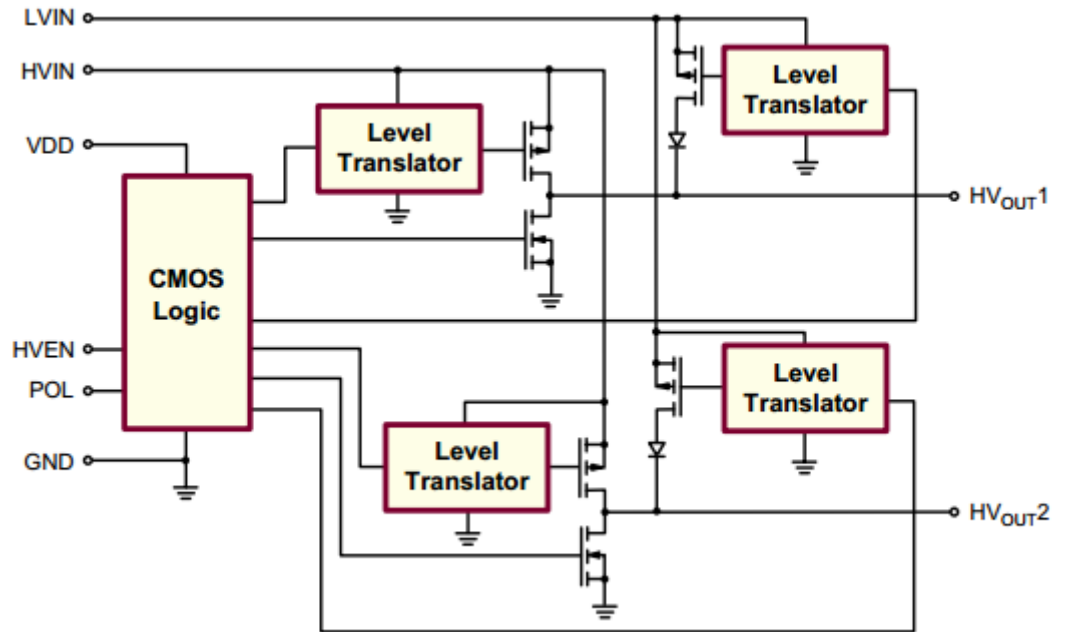 LVIN
HVIN
VDD
HVEN
POL
GND
CMOS
Logic
Level
Translator
Level
Translator
HVOUT1
Level
Translator
Level
Translator
HVOUT2